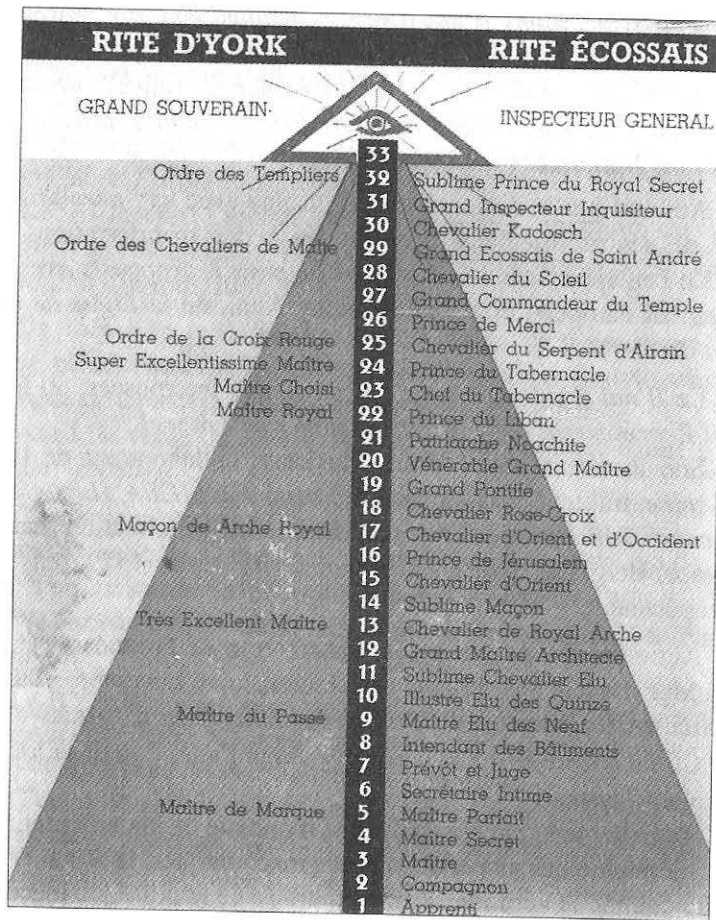 RITE D'YORK RITE ÉCOSSAIS
GRAND SOUVERAIN INSPECTEUR GENERAL
33
Ordre des Templiers 32 Sublime Prince du Royal Secret
31 Grand Inspecteur Inquisiteur
30 Chevalier Kadosch
Ordre des Chevaliers de Malte 29 Grand Ecossais de Saint André
28 Chevalier du Soleil
27 Grand Commandeur du Temple
26 Prince de Merci
Ordre de la Croix Rouge 25 Chevalier du Serpent d'Airain
Super Excellentissime Maître 24 Prince du Tabernacle
Maître Choisi 23 Chef du Tabernacle
Maître Royal 22 Prince du Liban
21 Patriarche Noachite
20 Vénérable Grand Maître
19 Grand Pontife
18 Chevalier Rose-Croix
Maçon de Arche Royal 17 Chevalier d'Orient et d'Occident
16 Prince de Jérusalem
15 Chevalier d'Orient
14 Sublime Maçon
Très Excellent Maître 13 Chevalier de Royal Arche
12 Grand Maître Architecte
11 Sublime Chevalier Elu
10 Illustre Elu des Quinze
Maître du Passé 9 Maître Elu des Neuf
8 Intendant des Bâtiments
7 Prévôt et Juge
6 Secrétaire Intime
Maître de Marque 5 Maître Parfait
4 Maître Secret
3 Maître
2 Compagnon
1 Apprenti